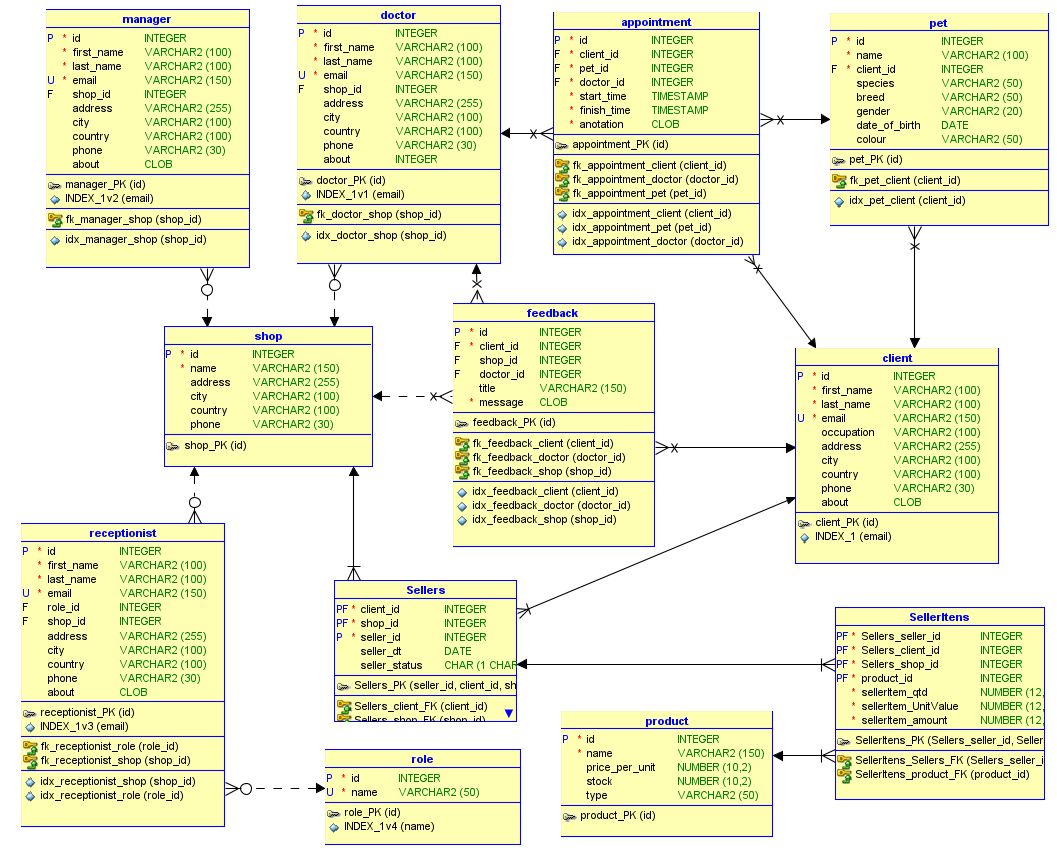 manager
P * id INTEGER
* first_name VARCHAR2 (100)
* last_name VARCHAR2 (100)
U * email VARCHAR2 (150)
F shop_id INTEGER
address VARCHAR2 (255)
city VARCHAR2 (100)
country VARCHAR2 (100)
phone VARCHAR2 (30)
about CLOB
manager_PK (id)
INDEX_1v2 (email)
fk_manager_shop (shop_id)
idx_manager_shop (shop_id)
doctor
P * id INTEGER
* first_name VARCHAR2 (100)
* last_name VARCHAR2 (100)
U * email VARCHAR2 (150)
F shop_id INTEGER
address VARCHAR2 (255)
city VARCHAR2 (100)
country VARCHAR2 (100)
phone VARCHAR2 (30)
about INTEGER
doctor_PK (id)
INDEX_1v1 (email)
fk_doctor_shop (shop_id)
idx_doctor_shop (shop_id)
appointment
P * id INTEGER
F * client_id INTEGER
F * pet_id INTEGER
F * doctor_id INTEGER
* start_time TIMESTAMP
* finish_time TIMESTAMP
* anotation CLOB
appointment_PK (id)
fk_appointment_client (client_id)
fk_appointment_doctor (doctor_id)
fk_appointment_pet (pet_id)
idx_appointment_client (client_id)
idx_appointment_pet (pet_id)
idx_appointment_doctor (doctor_id)
pet
P * id INTEGER
* name VARCHAR2 (100)
F * client_id INTEGER
species VARCHAR2 (50)
breed VARCHAR2 (50)
gender VARCHAR2 (20)
date_of_birth DATE
colour VARCHAR2 (50)
pet_PK (id)
fk_pet_client (client_id)
idx_pet_client (client_id)
shop
P * id INTEGER
* name VARCHAR2 (150)
address VARCHAR2 (255)
city VARCHAR2 (100)
country VARCHAR2 (100)
phone VARCHAR2 (30)
shop_PK (id)
feedback
P * id INTEGER
F * client_id INTEGER
F shop_id INTEGER
F doctor_id INTEGER
title VARCHAR2 (150)
* message CLOB
feedback_PK (id)
fk_feedback_client (client_id)
fk_feedback_doctor (doctor_id)
fk_feedback_shop (shop_id)
idx_feedback_client (client_id)
idx_feedback_doctor (doctor_id)
idx_feedback_shop (shop_id)
client
P * id INTEGER
* first_name VARCHAR2 (100)
* last_name VARCHAR2 (100)
U * email VARCHAR2 (150)
occupation VARCHAR2 (100)
address VARCHAR2 (255)
city VARCHAR2 (100)
country VARCHAR2 (100)
phone VARCHAR2 (30)
about CLOB
client_PK (id)
INDEX_1 (email)
receptionist
P * id INTEGER
* first_name VARCHAR2 (100)
* last_name VARCHAR2 (100)
U * email VARCHAR2 (150)
F role_id INTEGER
F shop_id INTEGER
address VARCHAR2 (255)
city VARCHAR2 (100)
country VARCHAR2 (100)
phone VARCHAR2 (30)
about CLOB
receptionist_PK (id)
INDEX_1v3 (email)
fk_receptionist_role (role_id)
fk_receptionist_shop (shop_id)
idx_receptionist_shop (shop_id)
idx_receptionist_role (role_id)
Sellers
PF * client_id INTEGER
PF * shop_id INTEGER
P * seller_id INTEGER
seller_dt DATE
seller_status CHAR (1 CHAR
Sellers_PK (seller_id, client_id, sh
Sellers_client_FK (client_id)
Sellers_shop_FK (shop_id)
SellerItens
PF * Sellers_seller_id INTEGER
PF * Sellers_client_id INTEGER
PF * Sellers_shop_id INTEGER
PF * product_id INTEGER
* sellerItem_qtd NUMBER (12,
* sellerItem_UnitValue NUMBER (12,
* sellerItem_amount NUMBER (12,
SellerItens_PK (Sellers_seller_id, Seller
SellerItens_Sellers_FK (Sellers_seller_i
SellerItens_product_FK (product_id)
role
P * id INTEGER
U * name VARCHAR2 (50)
role_PK (id)
INDEX_1v4 (name)
product
P * id INTEGER
* name VARCHAR2 (150)
price_per_unit NUMBER (10,2)
stock NUMBER (10,2)
type VARCHAR2 (50)
product_PK (id)